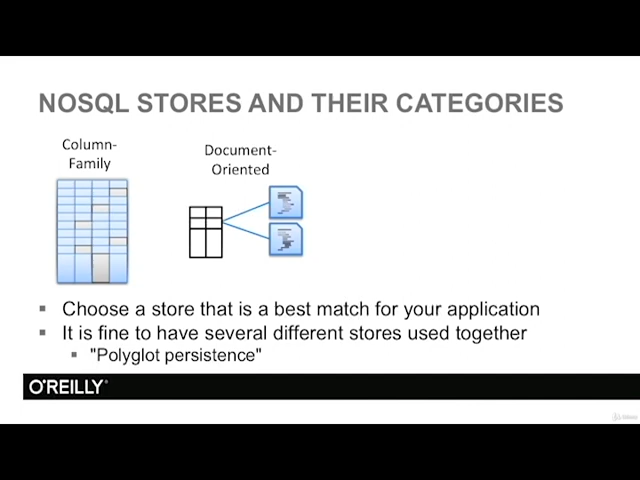 NOSQL STORES AND THEIR CATEGORIES
Column-
Family
Document-
Oriented
▪ Choose a store that is a best match for your application
▪ It is fine to have several different stores used together
▪ "Polyglot persistence"
O'REILLY®